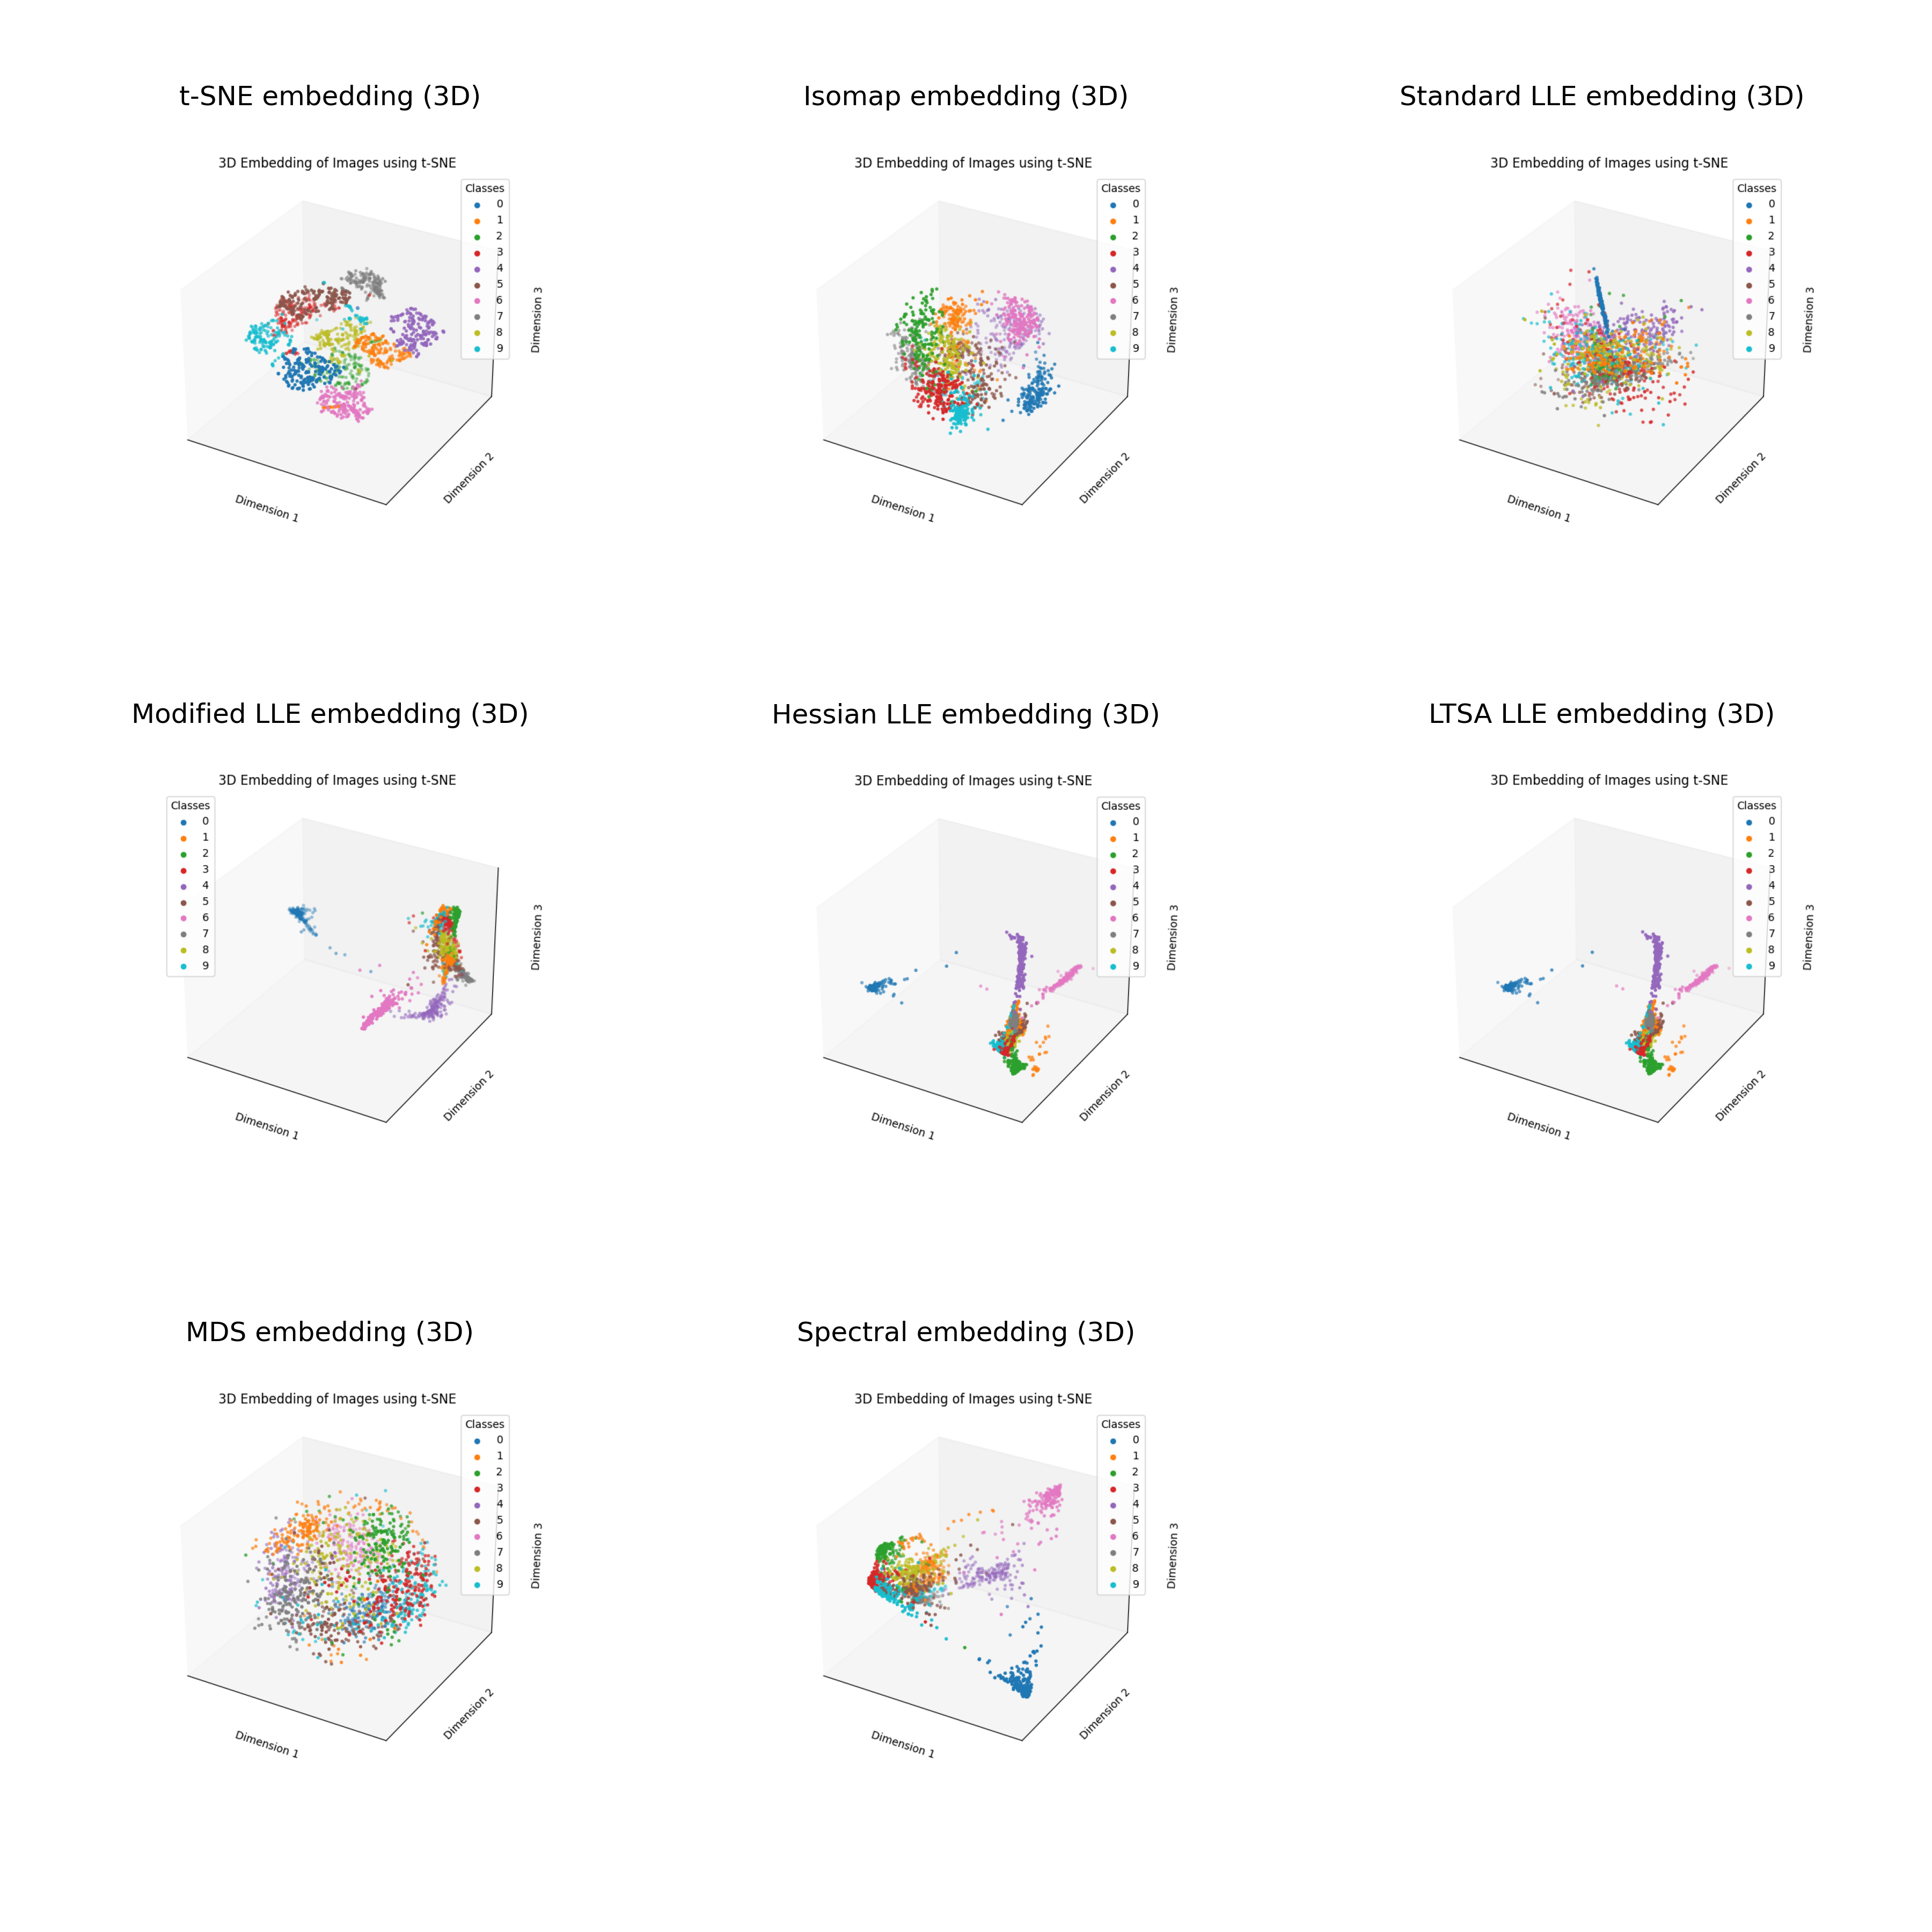 t-SNE embedding (3D)
3D Embedding of Images using t-SNE
Classes
0
1
2
3
4
5
6
7
8
9
Dimension 1
Dimension 2
Dimension 3
Isomap embedding (3D)
3D Embedding of Images using t-SNE
Classes
0
1
2
3
4
5
6
7
8
9
Dimension 1
Dimension 2
Dimension 3
Standard LLE embedding (3D)
3D Embedding of Images using t-SNE
Classes
0
1
2
3
4
5
6
7
8
9
Dimension 1
Dimension 2
Dimension 3
Modified LLE embedding (3D)
3D Embedding of Images using t-SNE
Classes
0
1
2
3
4
5
6
7
8
9
Dimension 1
Dimension 2
Dimension 3
Hessian LLE embedding (3D)
3D Embedding of Images using t-SNE
Classes
0
1
2
3
4
5
6
7
8
9
Dimension 1
Dimension 2
Dimension 3
LTSA LLE embedding (3D)
3D Embedding of Images using t-SNE
Classes
0
1
2
3
4
5
6
7
8
9
Dimension 1
Dimension 2
Dimension 3
MDS embedding (3D)
3D Embedding of Images using t-SNE
Classes
0
1
2
3
4
5
6
7
8
9
Dimension 1
Dimension 2
Dimension 3
Spectral embedding (3D)
3D Embedding of Images using t-SNE
Classes
0
1
2
3
4
5
6
7
8
9
Dimension 1
Dimension 2
Dimension 3